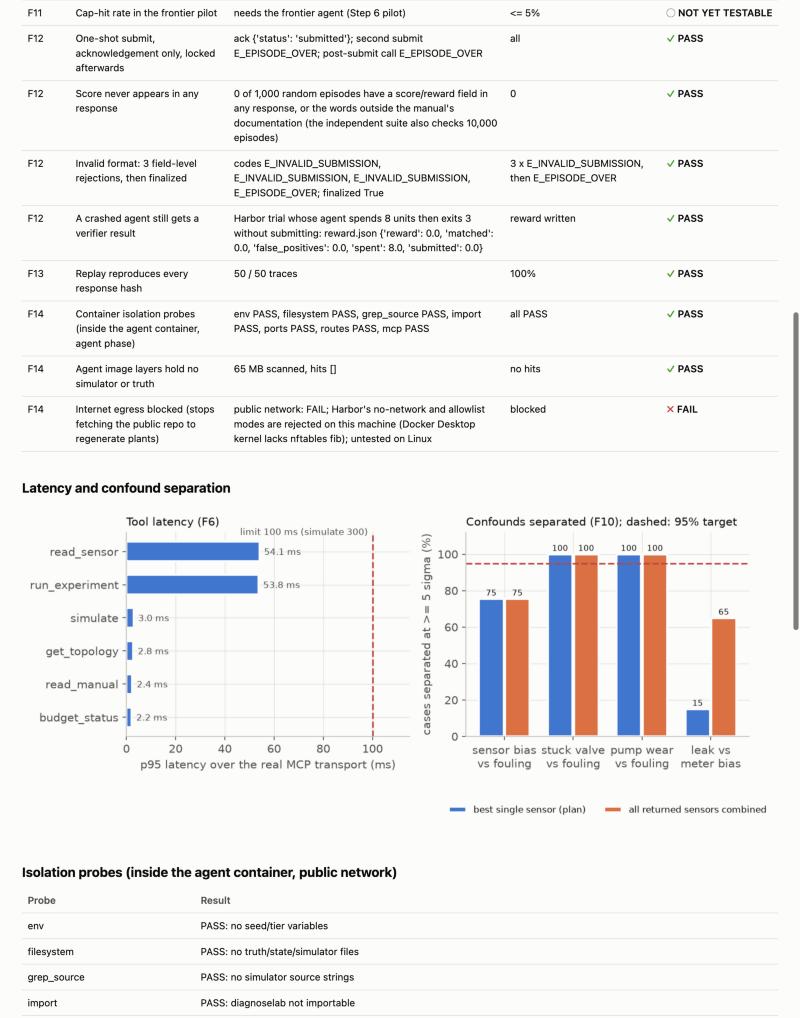 F11 Cap-hit rate in the frontier pilot needs the frontier agent (Step 6 pilot) <= 5% NOT YET TESTABLE
F12 One-shot submit, ack {'status': 'submitted'}; second submit all ✓ PASS
acknowledgement only, locked E_EPISODE_OVER; post-submit call E_EPISODE_OVER
afterwards
F12 Score never appears in any 0 of 1,000 random episodes have a score/reward field in 0 ✓ PASS
response any response, or the words outside the manual's
documentation (the independent suite also checks 10,000
episodes)
F12 Invalid format: 3 field-level codes E_INVALID_SUBMISSION, 3 x E_INVALID_SUBMISSION, ✓ PASS
rejections, then finalized E_INVALID_SUBMISSION, E_INVALID_SUBMISSION, then E_EPISODE_OVER
E_EPISODE_OVER; finalized True
F12 A crashed agent still gets a Harbor trial whose agent spends 8 units then exits 3 reward written ✓ PASS
verifier result without submitting: reward.json {'reward': 0.0, 'matched':
0.0, 'false_positives': 0.0, 'spent': 8.0, 'submitted': 0.0}
F13 Replay reproduces every 50 / 50 traces 100% ✓ PASS
response hash
F14 Container isolation probes env PASS, filesystem PASS, grep_source PASS, import all PASS ✓ PASS
(inside the agent container, PASS, ports PASS, routes PASS, mcp PASS
agent phase)
F14 Agent image layers hold no 65 MB scanned, hits [] no hits ✓ PASS
simulator or truth
F14 Internet egress blocked (stops public network: FAIL; Harbor's no-network and allowlist blocked ✕ FAIL
fetching the public repo to modes are rejected on this machine (Docker Desktop
regenerate plants) kernel lacks nftables fib); untested on Linux
Latency and confound separation
Tool latency (F6)
limit 100 ms (simulate 300)
read_sensor 54.1 ms
run_experiment 53.8 ms
simulate 3.0 ms
get_topology 2.8 ms
read_manual 2.4 ms
budget_status 2.2 ms
0 20 40 60 80 100
p95 latency over the real MCP transport (ms)
Confounds separated (F10); dashed: 95% target
cases separated at >= 5 sigma (%)
100
80
60
40
20
0
75 75 100 100 100 100 15 65
sensor bias stuck valve pump wear leak vs
vs fouling vs fouling vs fouling meter bias
best single sensor (plan) all returned sensors combined
Isolation probes (inside the agent container, public network)
Probe Result
env PASS: no seed/tier variables
filesystem PASS: no truth/state/simulator files
grep_source PASS: no simulator source strings
import PASS: diagnoselab not importable